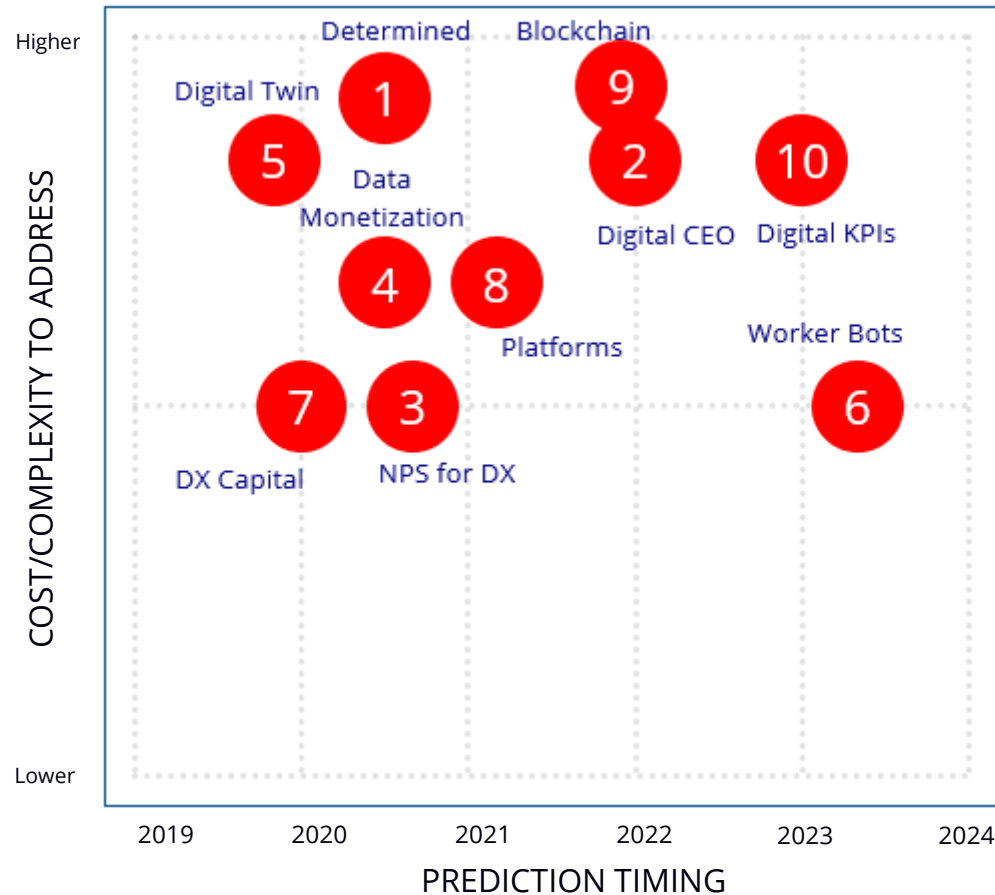 Higher
Determined
Blockchain
Digital Twin
1
9
5
2
10
Data
Monetization
Digital CEO
Digital KPIs
4
8
Platforms
Worker Bots
7
3
6
DX Capital
NPS for DX
COST/COMPLEXITY TO ADDRESS
Lower
2019
2020
2021
2022
2023
2024
PREDICTION TIMING